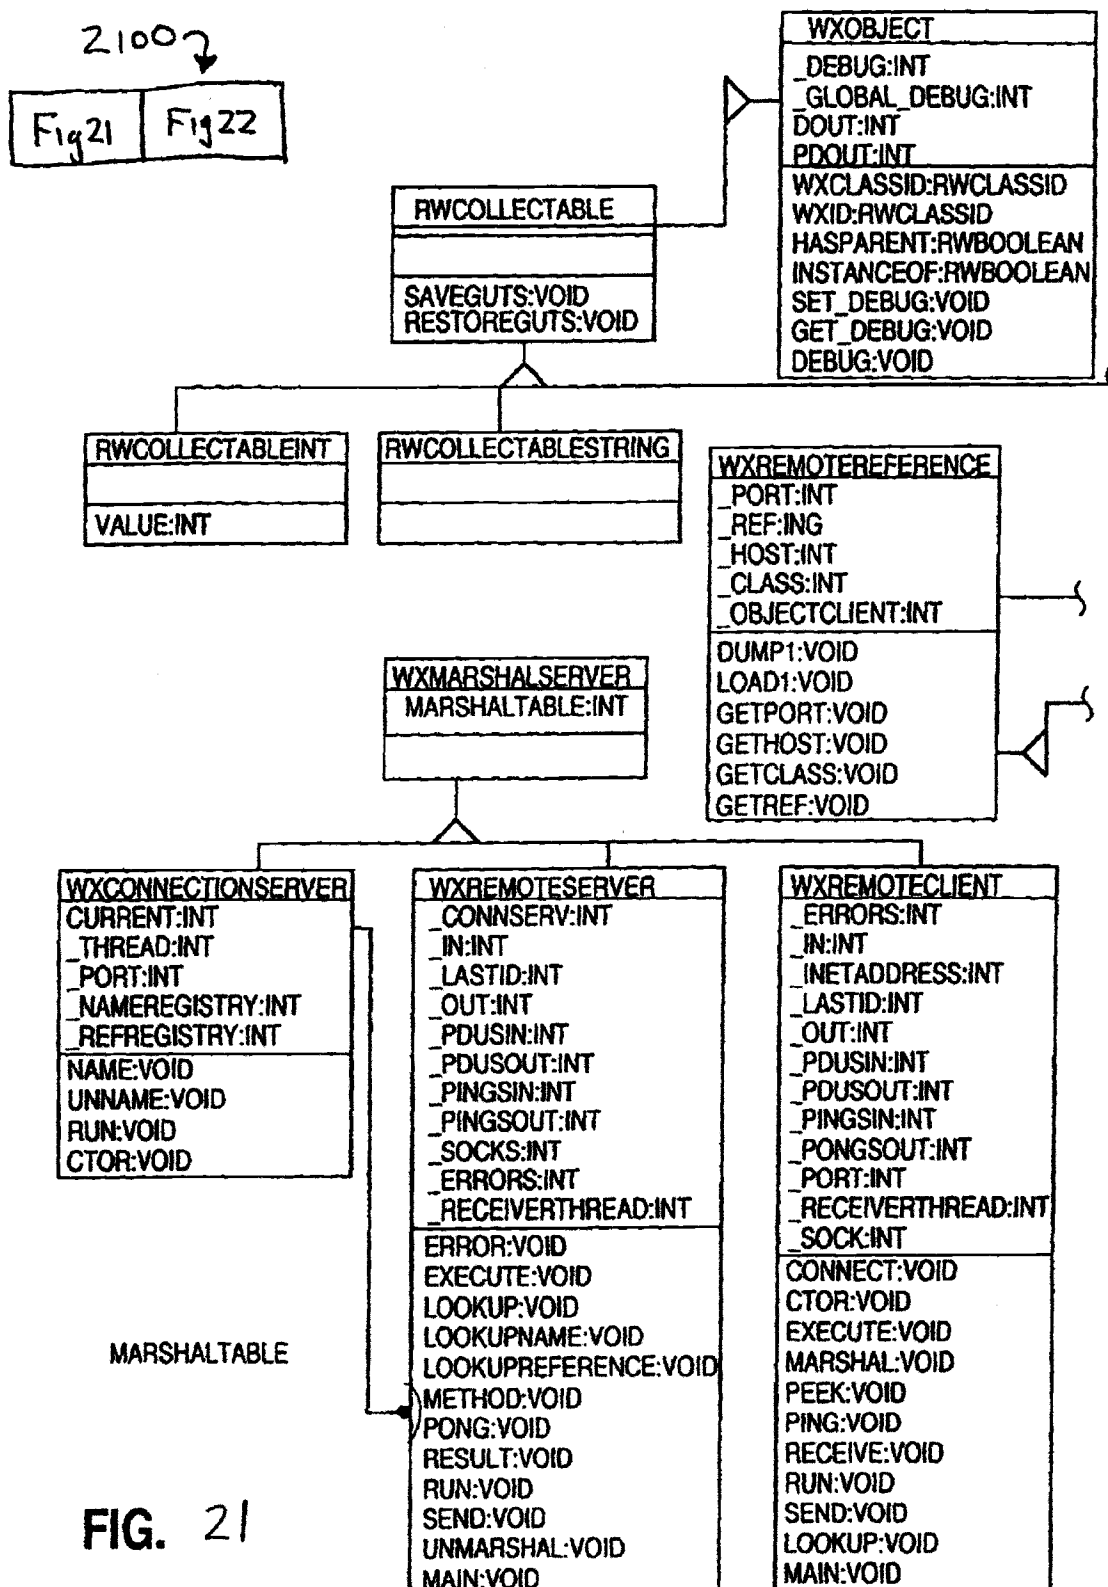 2100
Fig21
Fig22
WXOBJECT
_DEBUG:INT
_GLOBAL_DEBUG:INT
DOUT:INT
PDOUT:INT
WXCLASSID:RWCLASSID
WXID:RWCLASSID
HASPARENT:RWBOOLEAN
INSTANCEOF:RWBOOLEAN
SET_DEBUG:VOID
GET_DEBUG:VOID
DEBUG:VOID
RWCOLLECTABLE
SAVEGUTS:VOID
RESTOREGUTS:VOID
RWCOLLECTABLEINT
VALUE:INT
RWCOLLECTABLESTRING
WXREMOTEREFERENCE
_PORT:INT
_REF:ING
_HOST:INT
_CLASS:INT
_OBJECTCLIENT:INT
DUMP1:VOID
LOAD1:VOID
GETPORT:VOID
GETHOST:VOID
GETCLASS:VOID
GETREF:VOID
WXMARSHALSERVER
MARSHALTABLE:INT
WXCONNECTIONSERVER
CURRENT:INT
_THREAD:INT
_PORT:INT
_NAMEREGISTRY:INT
_REFREGISTRY:INT
NAME:VOID
UNNAME:VOID
RUN:VOID
CTOR:VOID
WXREMOTESERVER
_CONNSERV:INT
_IN:INT
_LASTID:INT
_OUT:INT
_PDUSIN:INT
_PDUSOUT:INT
_PINGSIN:INT
_PINGSOUT:INT
_SOCKS:INT
_ERRORS:INT
_RECEIVERTHREAD:INT
ERROR:VOID
EXECUTE:VOID
LOOKUP:VOID
LOOKUPNAME:VOID
LOOKUPREFERENCE:VOID
METHOD:VOID
PONG:VOID
RESULT:VOID
RUN:VOID
SEND:VOID
UNMARSHAL:VOID
MAIN:VOID
WXREMOTECLIENT
_ERRORS:INT
_IN:INT
_INETADDRESS:INT
_LASTID:INT
_OUT:INT
_PDUSIN:INT
_PDUSOUT:INT
_PINGSIN:INT
_PONGSOUT:INT
_PORT:INT
_RECEIVERTHREAD:INT
_SOCK:INT
CONNECT:VOID
CTOR:VOID
EXECUTE:VOID
MARSHAL:VOID
PEEK:VOID
PING:VOID
RECEIVE:VOID
RUN:VOID
SEND:VOID
LOOKUP:VOID
MAIN:VOID
MARSHALTABLE
FIG. 21